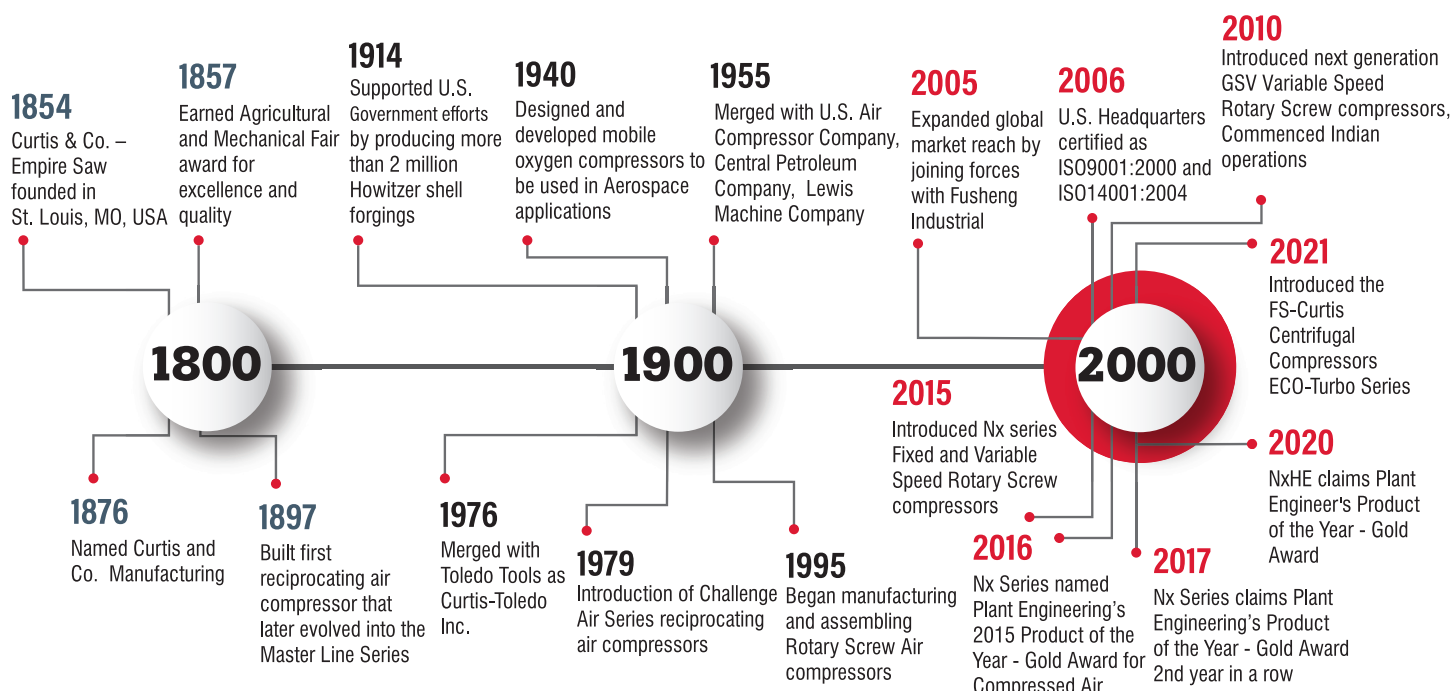 1854
Curtis & Co. –
Empire Saw
founded in
St. Louis, MO, USA
1857
Earned Agricultural
and Mechanical Fair
award for
excellence and
quality
1914
Supported U.S.
Government efforts
by producing more
than 2 million
Howitzer shell
forgings
1940
Designed and
developed mobile
oxygen compressors to
be used in Aerospace
applications
1955
Merged with U.S. Air
Compressor Company,
Central Petroleum
Company, Lewis
Machine Company
2005
Expanded global
market reach by
joining forces
with Fusheng
Industrial
2006
U.S. Headquarters
certified as
ISO9001:2000 and
ISO14001:2004
2010
Introduced next generation
GSV Variable Speed
Rotary Screw compressors,
Commenced Indian
operations
2021
Introduced the
FS-Curtis
Centrifugal
Compressors
ECO-Turbo Series
1800
1900
2000
1876
Named Curtis and
Co. Manufacturing
1897
Built first
reciprocating air
compressor that
later evolved into the
Master Line Series
1976
Merged with
Toledo Tools as
Curtis-Toledo
Inc.
1979
Introduction of Challenge
Air Series reciprocating
air compressors
1995
Began manufacturing
and assembling
Rotary Screw Air
compressors
2015
Introduced Nx series
Fixed and Variable
Speed Rotary Screw
compressors
2016
Nx Series named
Plant Engineering’s
2015 Product of the
Year - Gold Award for
Compressed Air
2017
Nx Series claims Plant
Engineering’s Product
of the Year - Gold Award
2nd year in a row
2020
NxHE claims Plant
Engineer's Product
of the Year - Gold
Award